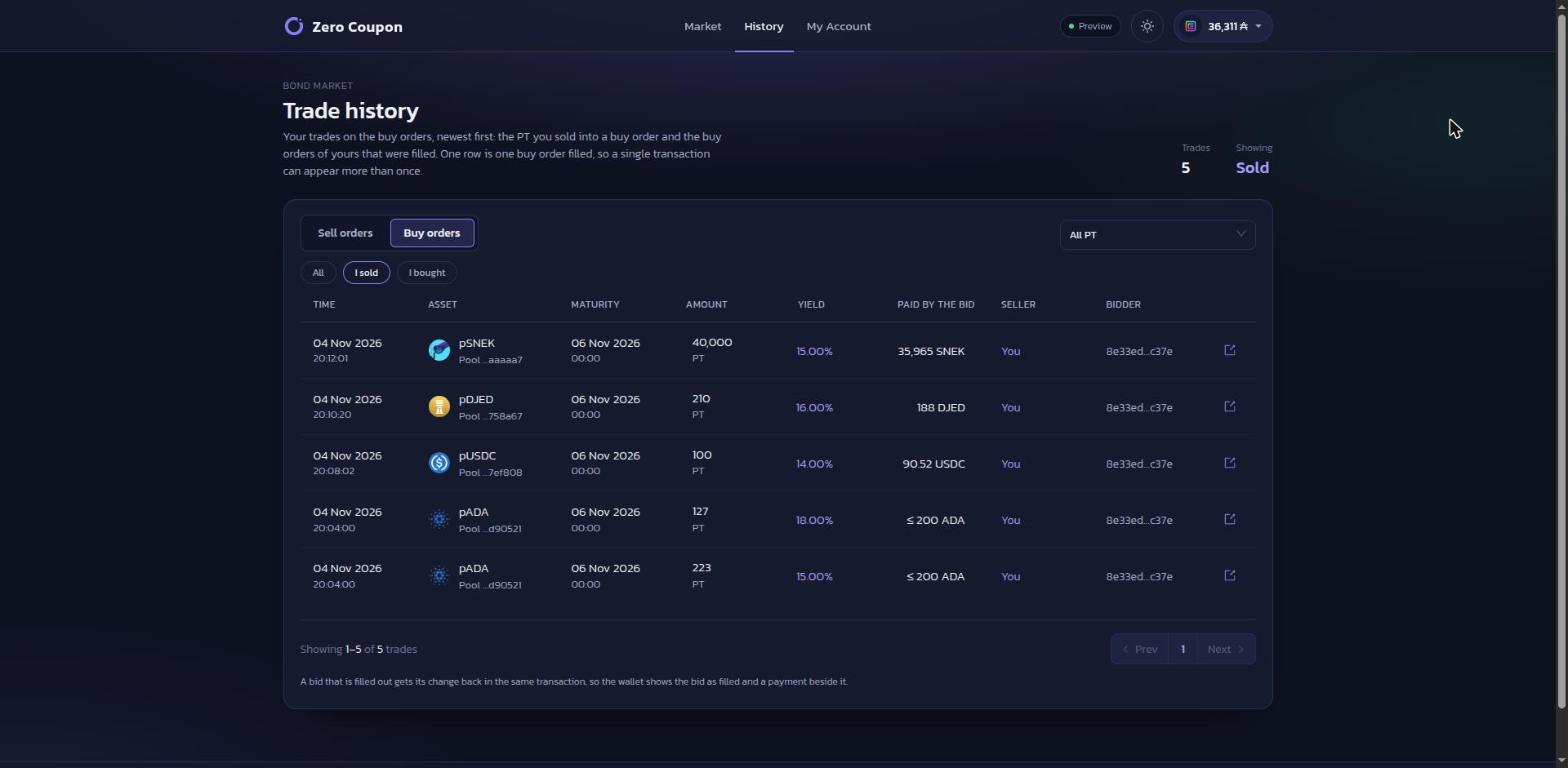 Zero Coupon
Market
History
My Account
Preview
36,311 ₳
BOND MARKET
Trade history
Your trades on the buy orders, newest first: the PT you sold into a buy order and the buy
orders of yours that were filled. One row is one buy order filled, so a single transaction
can appear more than once.
Trades
5
Showing
Sold
Sell orders
Buy orders
All PT
All
I sold
I bought
TIME ASSET MATURITY AMOUNT YIELD PAID BY THE BID SELLER BIDDER
04 Nov 2026 pSNEK 06 Nov 2026 40,000 15.00% 35,965 SNEK You 8e33ed...c37e
20:12:01 Pool ...aaaaa7 00:00 PT
04 Nov 2026 pDJED 06 Nov 2026 210 16.00% 188 DJED You 8e33ed...c37e
20:10:20 Pool ...758a67 00:00 PT
04 Nov 2026 pUSDC 06 Nov 2026 100 14.00% 90.52 USDC You 8e33ed...c37e
20:08:02 Pool ...7ef808 00:00 PT
04 Nov 2026 pADA 06 Nov 2026 127 18.00% ≤ 200 ADA You 8e33ed...c37e
20:04:00 Pool ...d90521 00:00 PT
04 Nov 2026 pADA 06 Nov 2026 223 15.00% ≤ 200 ADA You 8e33ed...c37e
20:04:00 Pool ...d90521 00:00 PT
Showing 1–5 of 5 trades
Prev 1 Next
A bid that is filled out gets its change back in the same transaction, so the wallet shows the bid as filled and a payment beside it.